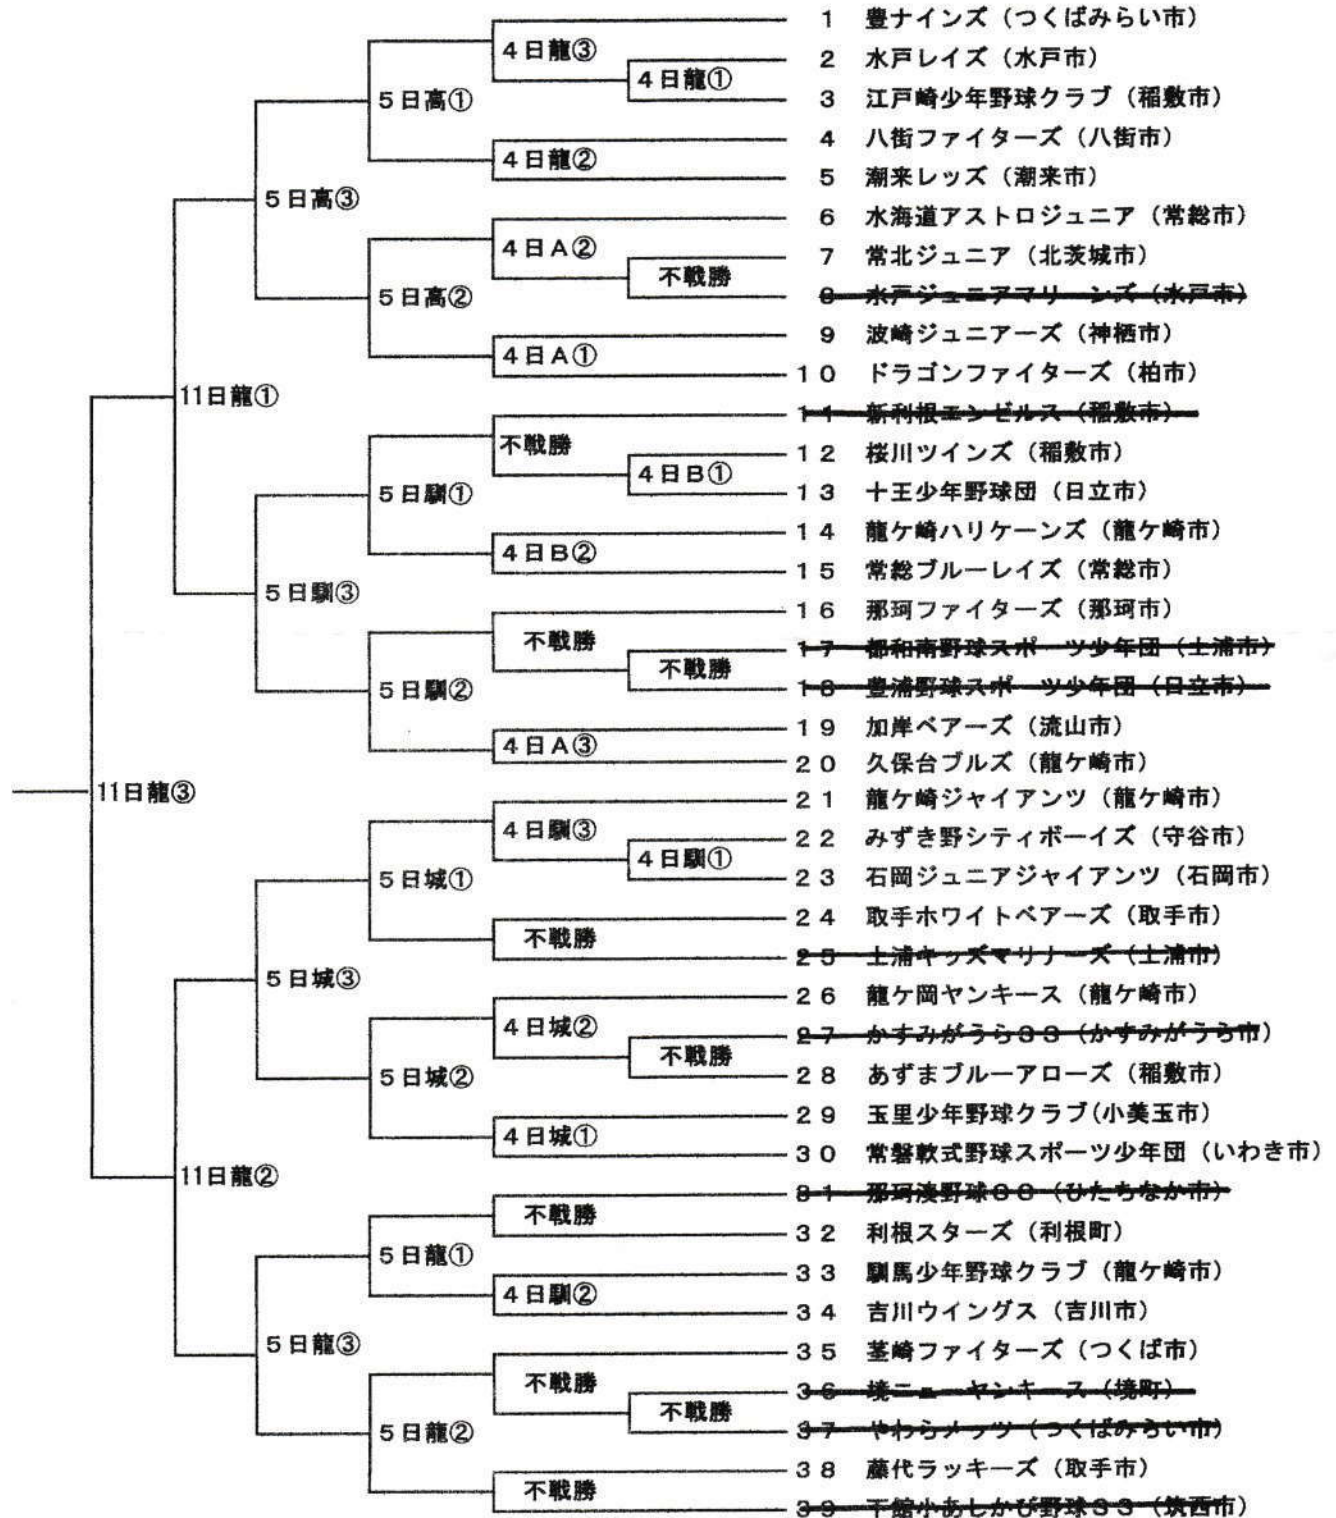 1 豊ナインズ（つくばみらい市）
4日龍③
2 水戸レイズ（水戸市）
4日龍①
3 江戸崎少年野球クラブ（稲敷市）
5日高①
4 八街ファイターズ（八街市）
4日龍②
5 潮来レッズ（潮来市）
5日高③
6 水海道アストロジュニア（常総市）
4日A②
7 常北ジュニア（北茨城市）
不戦勝
5日高②
8 水戸ジュニアマリーンズ（水戸市）
9 波崎ジュニアーズ（神栖市）
4日A①
10 ドラゴンファイターズ（柏市）
11日龍①
11 新利根エンゼルス（稲敷市）
不戦勝
12 桜川ツインズ（稲敷市）
4日B①
5日馴①
13 十王少年野球団（日立市）
14 龍ケ崎ハリケーンズ（龍ケ崎市）
4日B②
15 常総ブルーレイズ（常総市）
5日馴③
16 那珂ファイターズ（那珂市）
不戦勝
17 都和南野球スポーツ少年団（土浦市）
不戦勝
5日馴②
18 豊浦野球スポーツ少年団（日立市）
19 加岸ベアーズ（流山市）
4日A③
20 久保台ブルズ（龍ケ崎市）
11日龍③
21 龍ケ崎ジャイアンツ（龍ケ崎市）
4日馴③
22 みずき野シティボーイズ（守谷市）
4日馴①
5日城①
23 石岡ジュニアジャイアンツ（石岡市）
24 取手ホワイトベアーズ（取手市）
不戦勝
25 土浦キッズマリナーズ（土浦市）
5日城③
26 龍ケ岡ヤンキース（龍ケ崎市）
4日城②
27 かすみがうら33（かすみがうら市）
不戦勝
5日城②
28 あずまブルーアローズ（稲敷市）
29 玉里少年野球クラブ(小美玉市）
4日城①
30 常磐軟式野球スポーツ少年団（いわき市）
11日龍②
31 那珂湊野球SS（ひたちなか市）
不戦勝
32 利根スターズ（利根町）
5日龍①
33 馴馬少年野球クラブ（龍ケ崎市）
4日馴②
34 吉川ウイングス（吉川市）
5日龍③
35 茎崎ファイターズ（つくば市）
不戦勝
36 境ニューヤンキース（境町）
不戦勝
5日龍②
37 やわらメッツ（つくばみらい市）
38 藤代ラッキーズ（取手市）
不戦勝
39 下館小あしかび野球SS（筑西市）